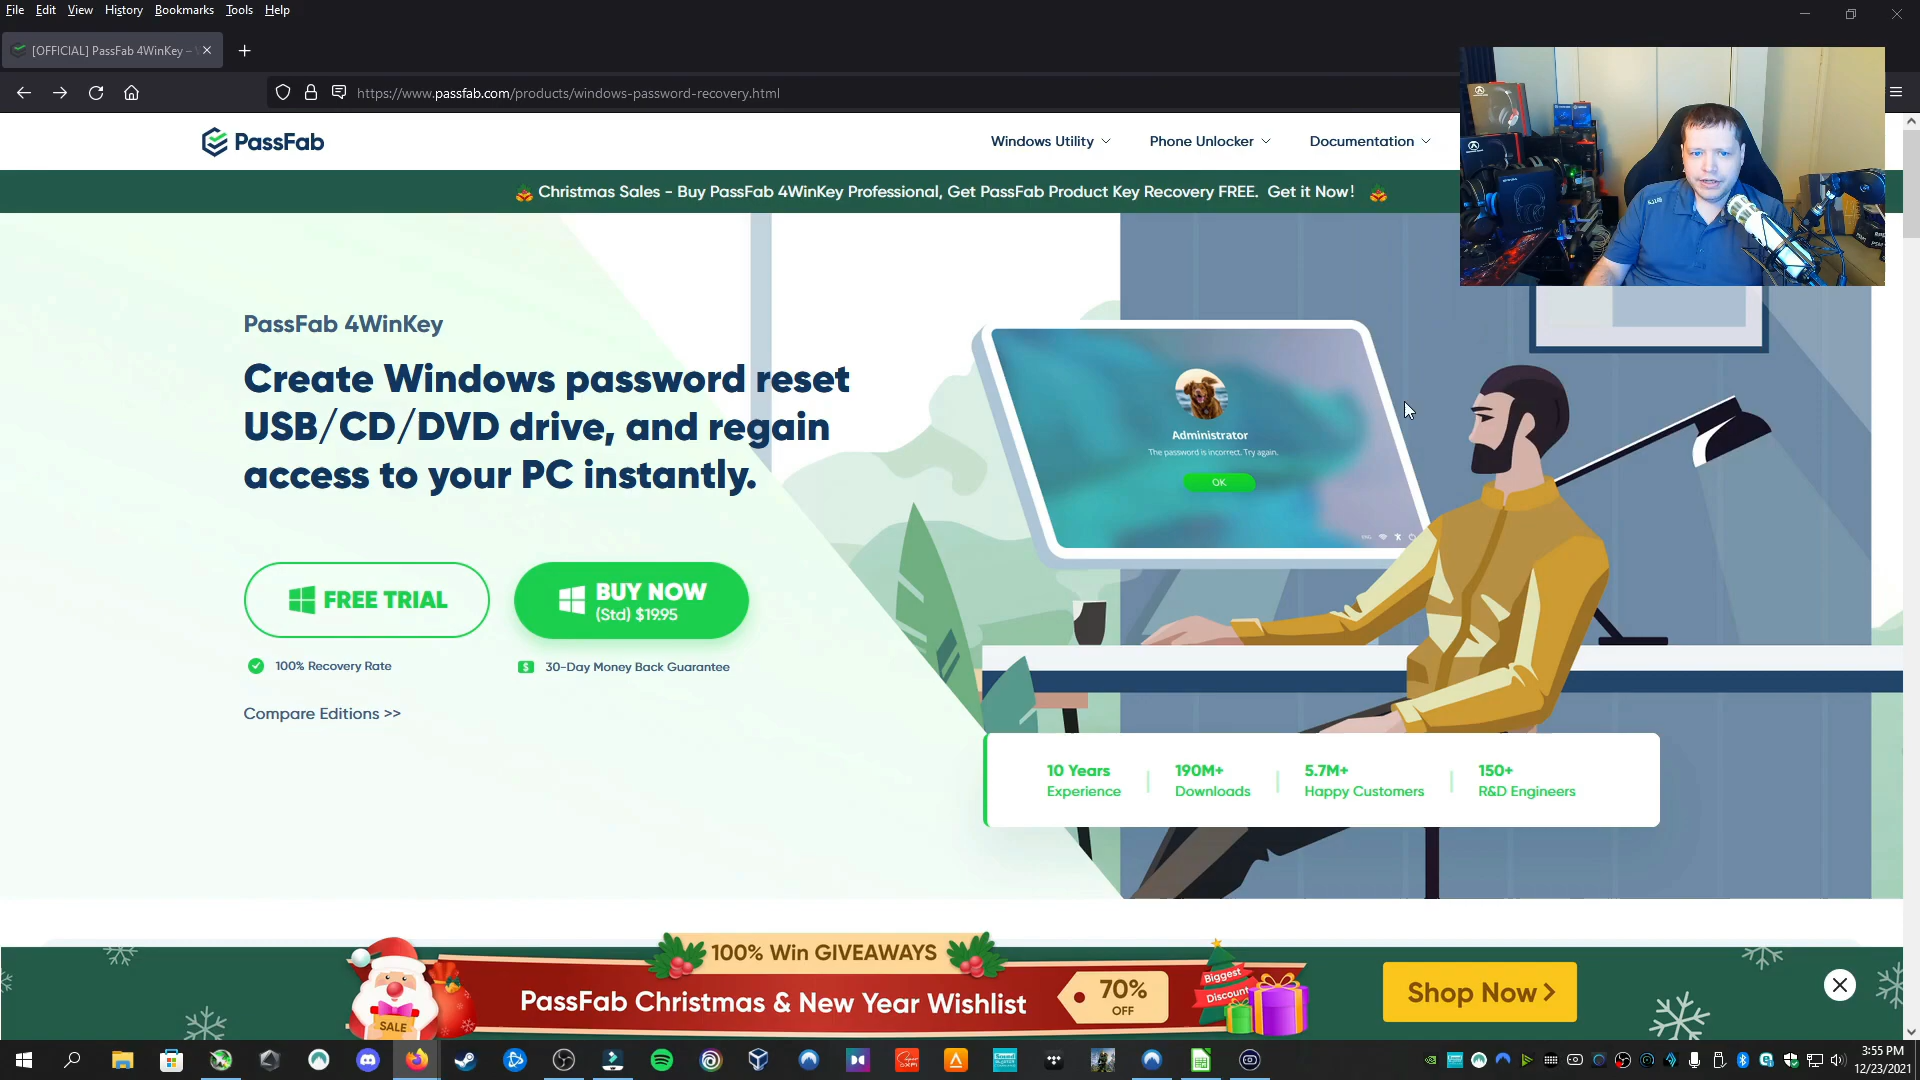 File Edit View History Bookmarks Tools Help
[OFFICIAL] PassFab 4WinKey –
https://www.passfab.com/products/windows-password-recovery.html
PassFab
Windows Utility
Phone Unlocker
Documentation
Christmas Sales - Buy PassFab 4WinKey Professional, Get PassFab Product Key Recovery FREE. Get it Now!
PassFab 4WinKey
Create Windows password reset
USB/CD/DVD drive, and regain
access to your PC instantly.
Administrator
The password is incorrect. Try again.
OK
FREE TRIAL
BUY NOW
(Std) $19.95
100% Recovery Rate
30-Day Money Back Guarantee
Compare Editions >>
10 Years
Experience
190M+
Downloads
5.7M+
Happy Customers
150+
R&D Engineers
100% Win GIVEAWAYS
PassFab Christmas & New Year Wishlist
70%
OFF
Biggest
Discount
SALE
Shop Now >
3:55 PM
12/23/2021